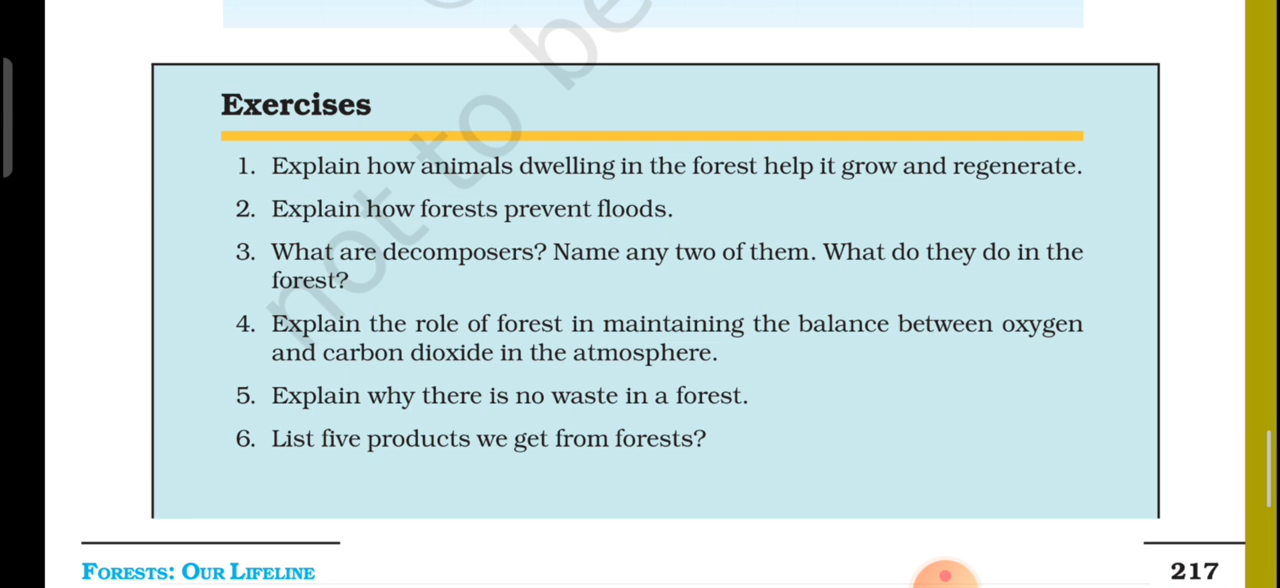 not to be
Exercises
1. Explain how animals dwelling in the forest help it grow and regenerate.
2. Explain how forests prevent floods.
3. What are decomposers? Name any two of them. What do they do in the
forest?
4. Explain the role of forest in maintaining the balance between oxygen
and carbon dioxide in the atmosphere.
5. Explain why there is no waste in a forest.
6. List five products we get from forests?
FORESTS: OUR LIFELINE
217